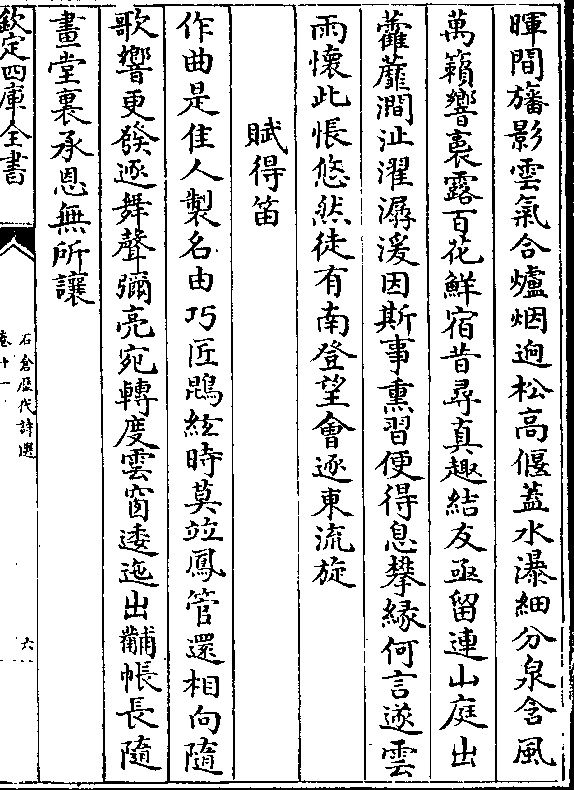 暉間旛影雲氣合爐烟逈松高偃蓋水瀑細分泉含風
萬籟響裛露百花鮮宿昔尋真趣結友亟留連山庭出
藿蘼澗沚濯潺湲因斯事熏習便得息攀緣何言遂雲
雨懷此悵悠然徒有南登望會逐東流旋
賦得笛
作曲是佳人製名由巧匠鵾絃時莫並鳳管還相向隨
歌響更發逐舞聲彌亮宛轉度雲窗逶迤出黼帳長隨
畫堂裏承恩無所讓
欽定四庫全書
石倉歷代詩選
卷十一
六